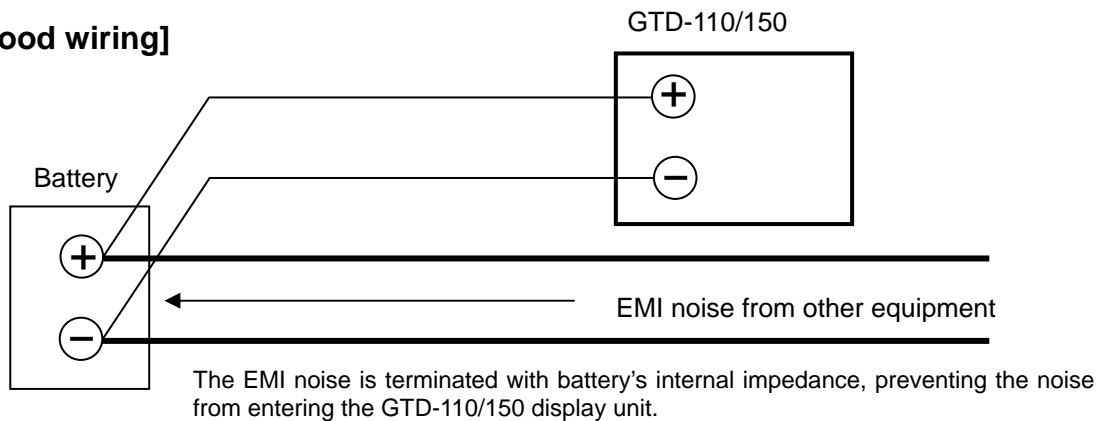 ood wiring]
GTD-110/150
+
−
Battery
+
−
EMI noise from other equipment
The EMI noise is terminated with battery's internal impedance, preventing the noise
from entering the GTD-110/150 display unit.